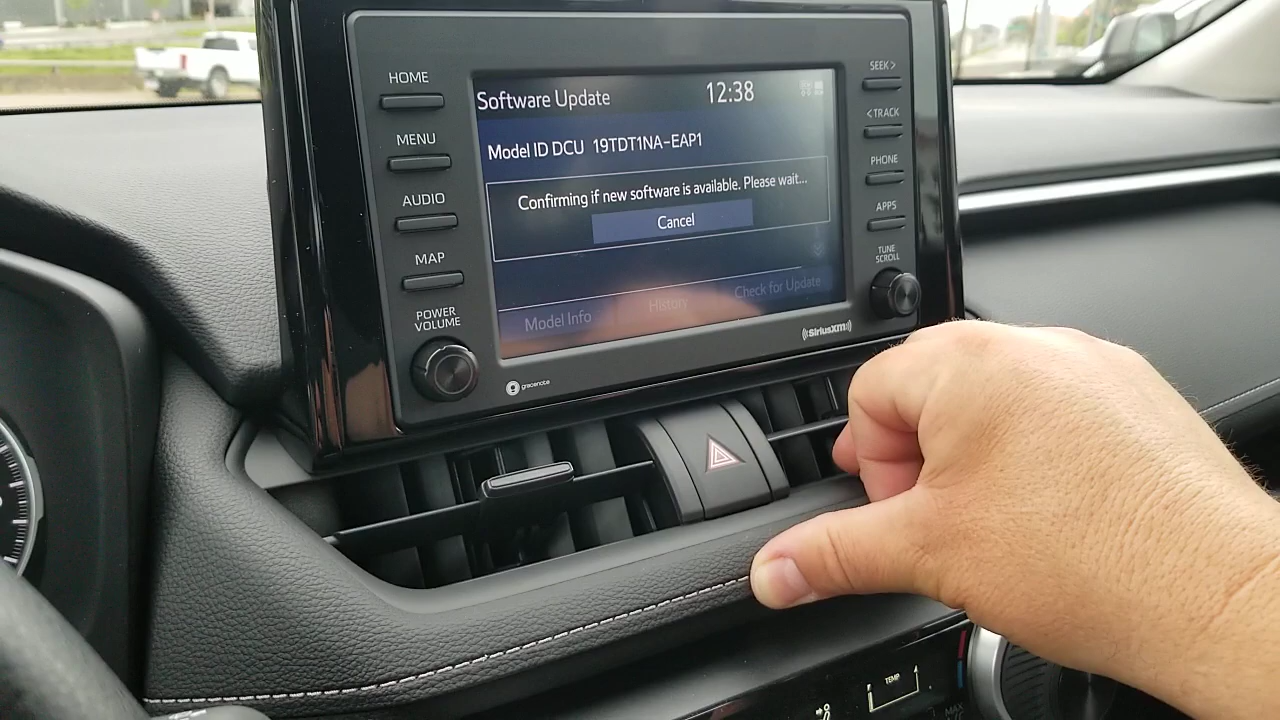 HOME
MENU
AUDIO
MAP
POWER
VOLUME
Software Update 12:38
Model ID DCU 19TDT1NA-EAP1
Confirming if new software is available. Please wait...
Cancel
Model Info History Check for Update
SEEK >
< TRACK
PHONE
APPS
TUNE
SCROLL
gracenote
SiriusXM
TEMP
MAX